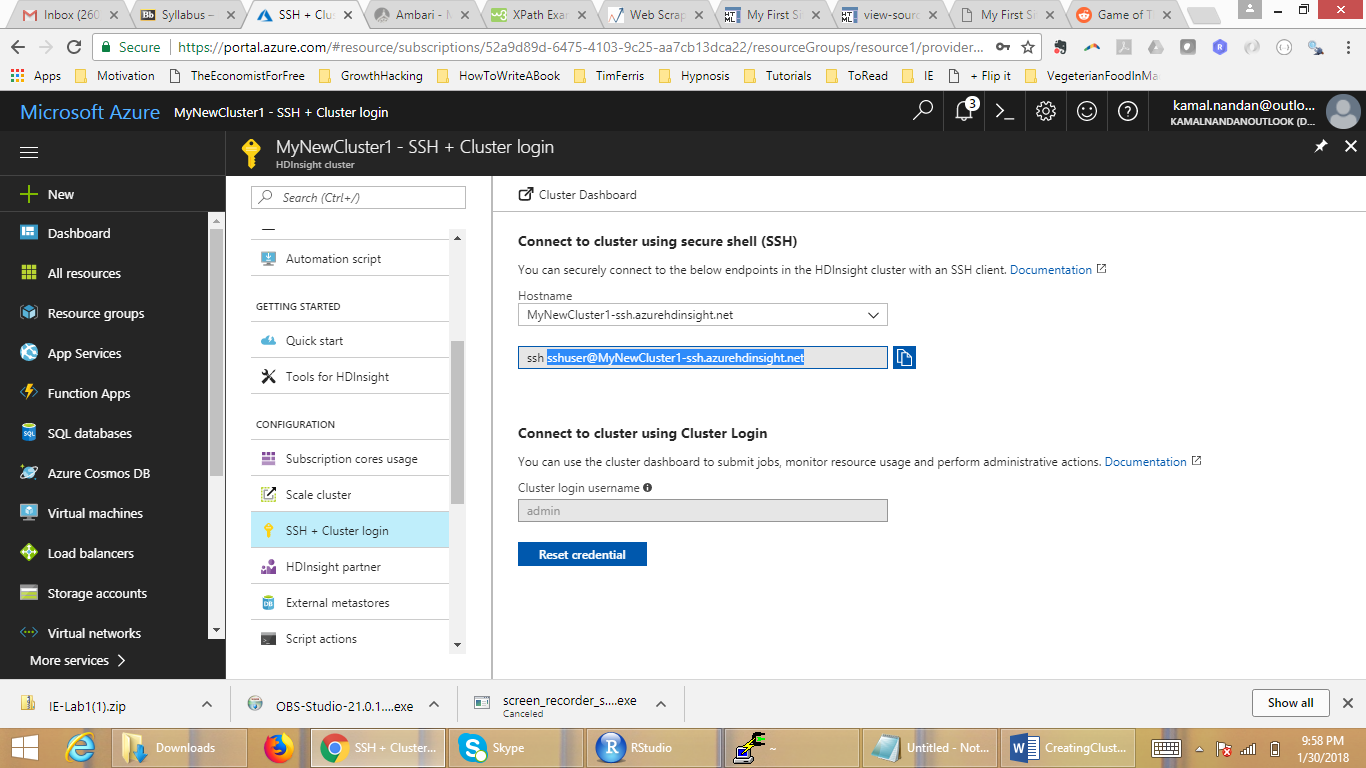 Inbox (260
Syllabus –
SSH + Clus
Ambari - M
XPath Exam
Web Scrap
My First Si
view-sourc
My First Si
Game of T
Secure
https://portal.azure.com/#resource/subscriptions/52a9d89d-6475-4103-9c25-aa7cb13dca22/resourceGroups/resource1/provider...
Apps
Motivation
TheEconomistForFree
GrowthHacking
HowToWriteABook
TimFerris
Hypnosis
Tutorials
ToRead
IE
+ Flip it
VegeterianFoodInMa
Microsoft Azure
MyNewCluster1 - SSH + Cluster login
3
kamal.nandan@outlo...
KAMALNANDANOUTLOOK (D...
MyNewCluster1 - SSH + Cluster login
HDInsight cluster
New
Dashboard
All resources
Resource groups
App Services
Function Apps
SQL databases
Azure Cosmos DB
Virtual machines
Load balancers
Storage accounts
Virtual networks
More services
Search (Ctrl+/)
Automation script
GETTING STARTED
Quick start
Tools for HDInsight
CONFIGURATION
Subscription cores usage
Scale cluster
SSH + Cluster login
HDInsight partner
External metastores
Script actions
Cluster Dashboard
Connect to cluster using secure shell (SSH)
You can securely connect to the below endpoints in the HDInsight cluster with an SSH client. Documentation
Hostname
MyNewCluster1-ssh.azurehdinsight.net
ssh sshuser@MyNewCluster1-ssh.azurehdinsight.net
Connect to cluster using Cluster Login
You can use the cluster dashboard to submit jobs, monitor resource usage and perform administrative actions. Documentation
Cluster login username
admin
Reset credential
IE-Lab1(1).zip
OBS-Studio-21.0.1....exe
screen_recorder_s....exe
Canceled
Show all
Downloads
SSH + Cluster...
Skype
RStudio
~
Untitled - Not...
CreatingClust...
9:58 PM
1/30/2018